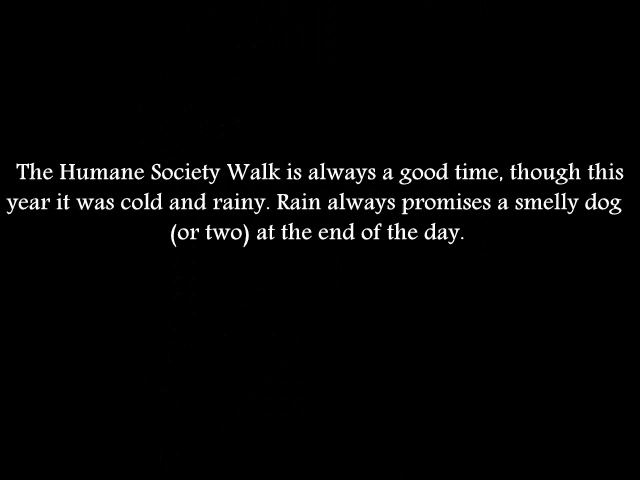 The Humane Society Walk is always a good time, though this
year it was cold and rainy. Rain always promises a smelly dog
(or two) at the end of the day.